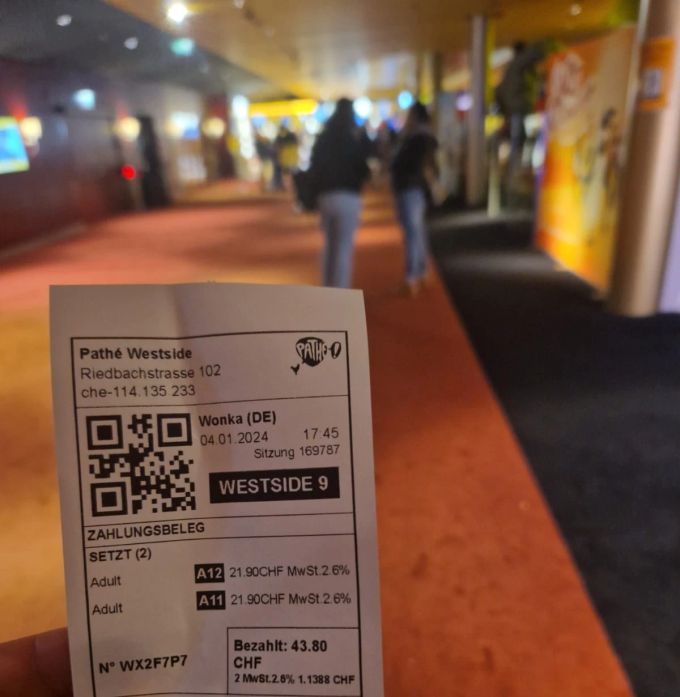 Pathé Westside
PATHÉ
Riedbachstrasse 102
che-114.135 233
Wonka (DE)
04.01.2024 17:45
Sitzung 169787
WESTSIDE 9
ZAHLUNGSBELEG
SETZT (2)
Adult A12 21.90CHF MwSt.2.6%
Adult A11 21.90CHF MwSt.2.6%
Bezahlt: 43.80
CHF
N° WX2F7P7
2 MwSt.2.6% 1.1388 CHF